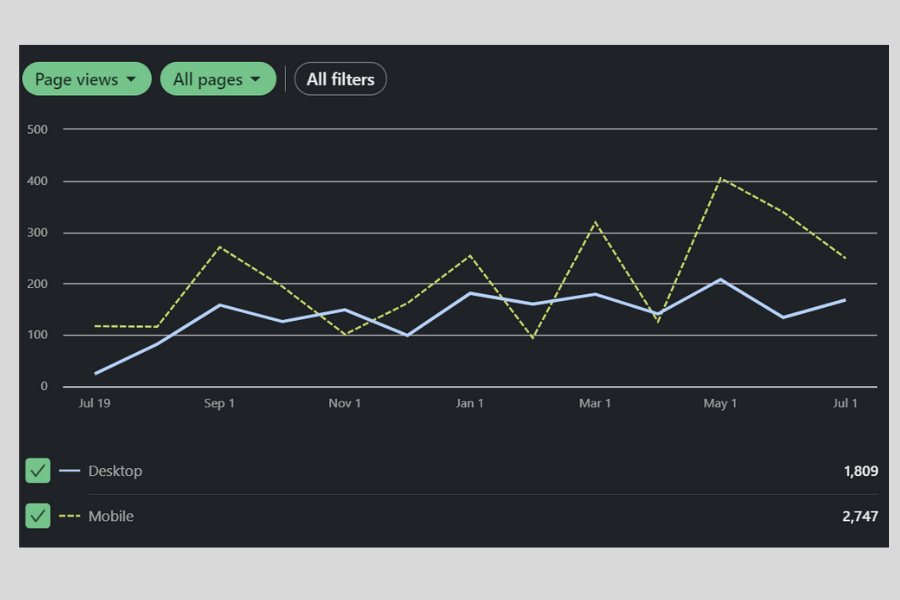 Page views All pages All filters
500
400
300
200
100
0
Jul 19 Sep 1 Nov 1 Jan 1 Mar 1 May 1 Jul 1
Desktop 1,809
Mobile 2,747